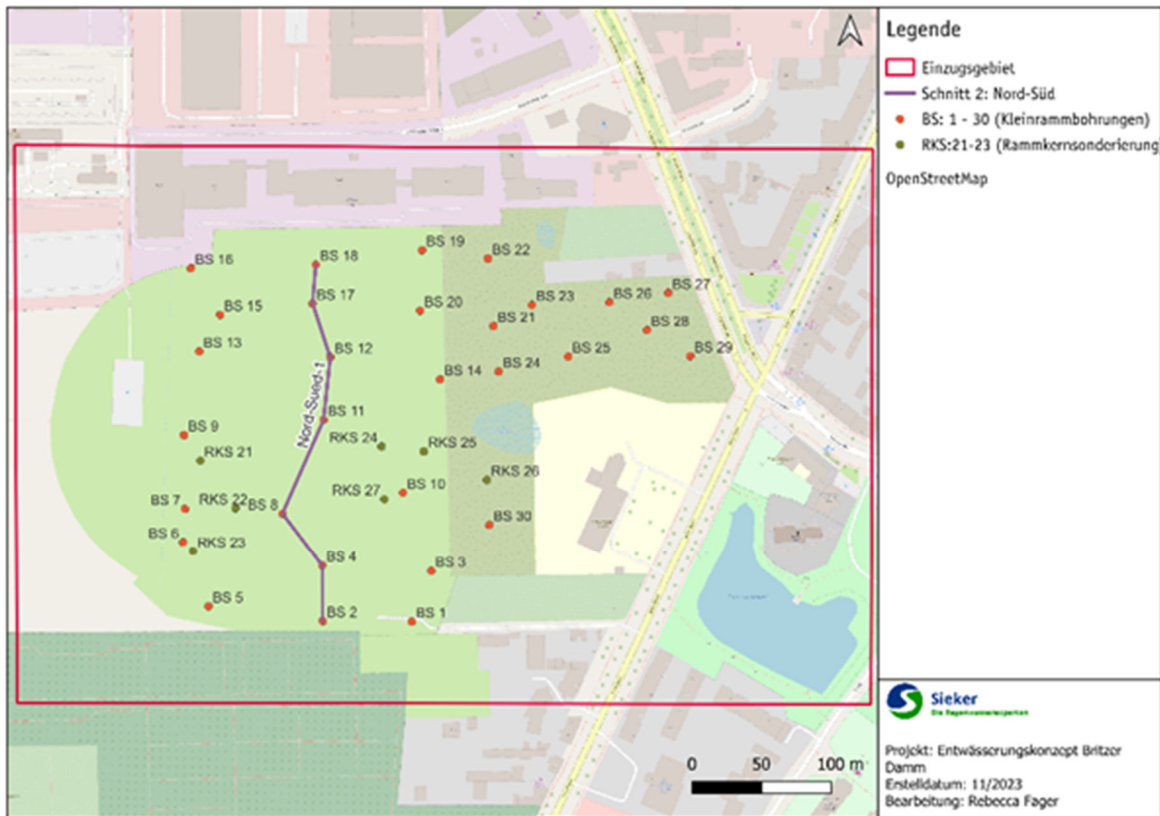 Legende
Einzugsgebiet
Schnitt 2: Nord-Süd
BS: 1 - 30 (Kleinrammbohrungen)
RKS:21-23 (Rammkernsondierung)
OpenStreetMap
BS 19
BS 22
BS 18
BS 16
BS 27
BS 17
BS 23
BS 26
BS 15
BS 20
BS 21
BS 28
BS 13
BS 12
BS 25
BS 29
BS 24
BS 14
Nord-Sued-1
BS 11
BS 9
RKS 24
RKS 25
RKS 21
RKS 26
BS 10
RKS 27
BS 7
RKS 22
BS 8
BS 30
BS 6
RKS 23
BS 4
BS 3
BS 5
BS 2
BS 1
0 50 100 m
Sieker
Die Regenwasserexperten
Projekt: Entwässerungskonzept Britzer
Damm
Erstelldatum: 11/2023
Bearbeitung: Rebecca Fager